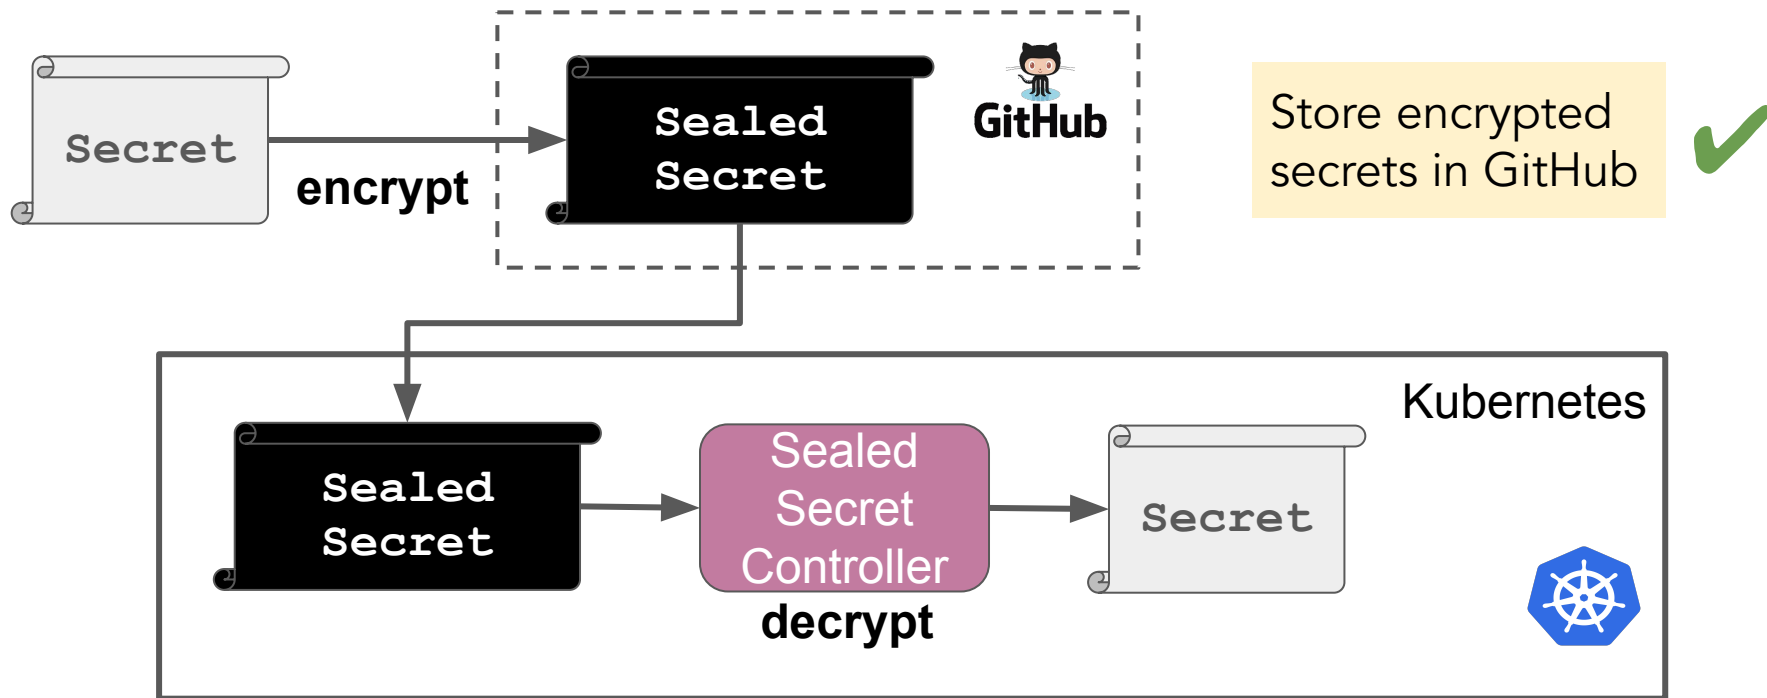 Secret
encrypt
Sealed
Secret
GitHub
Store encrypted
secrets in GitHub
Kubernetes
Sealed
Secret
Sealed
Secret
Controller
decrypt
Secret